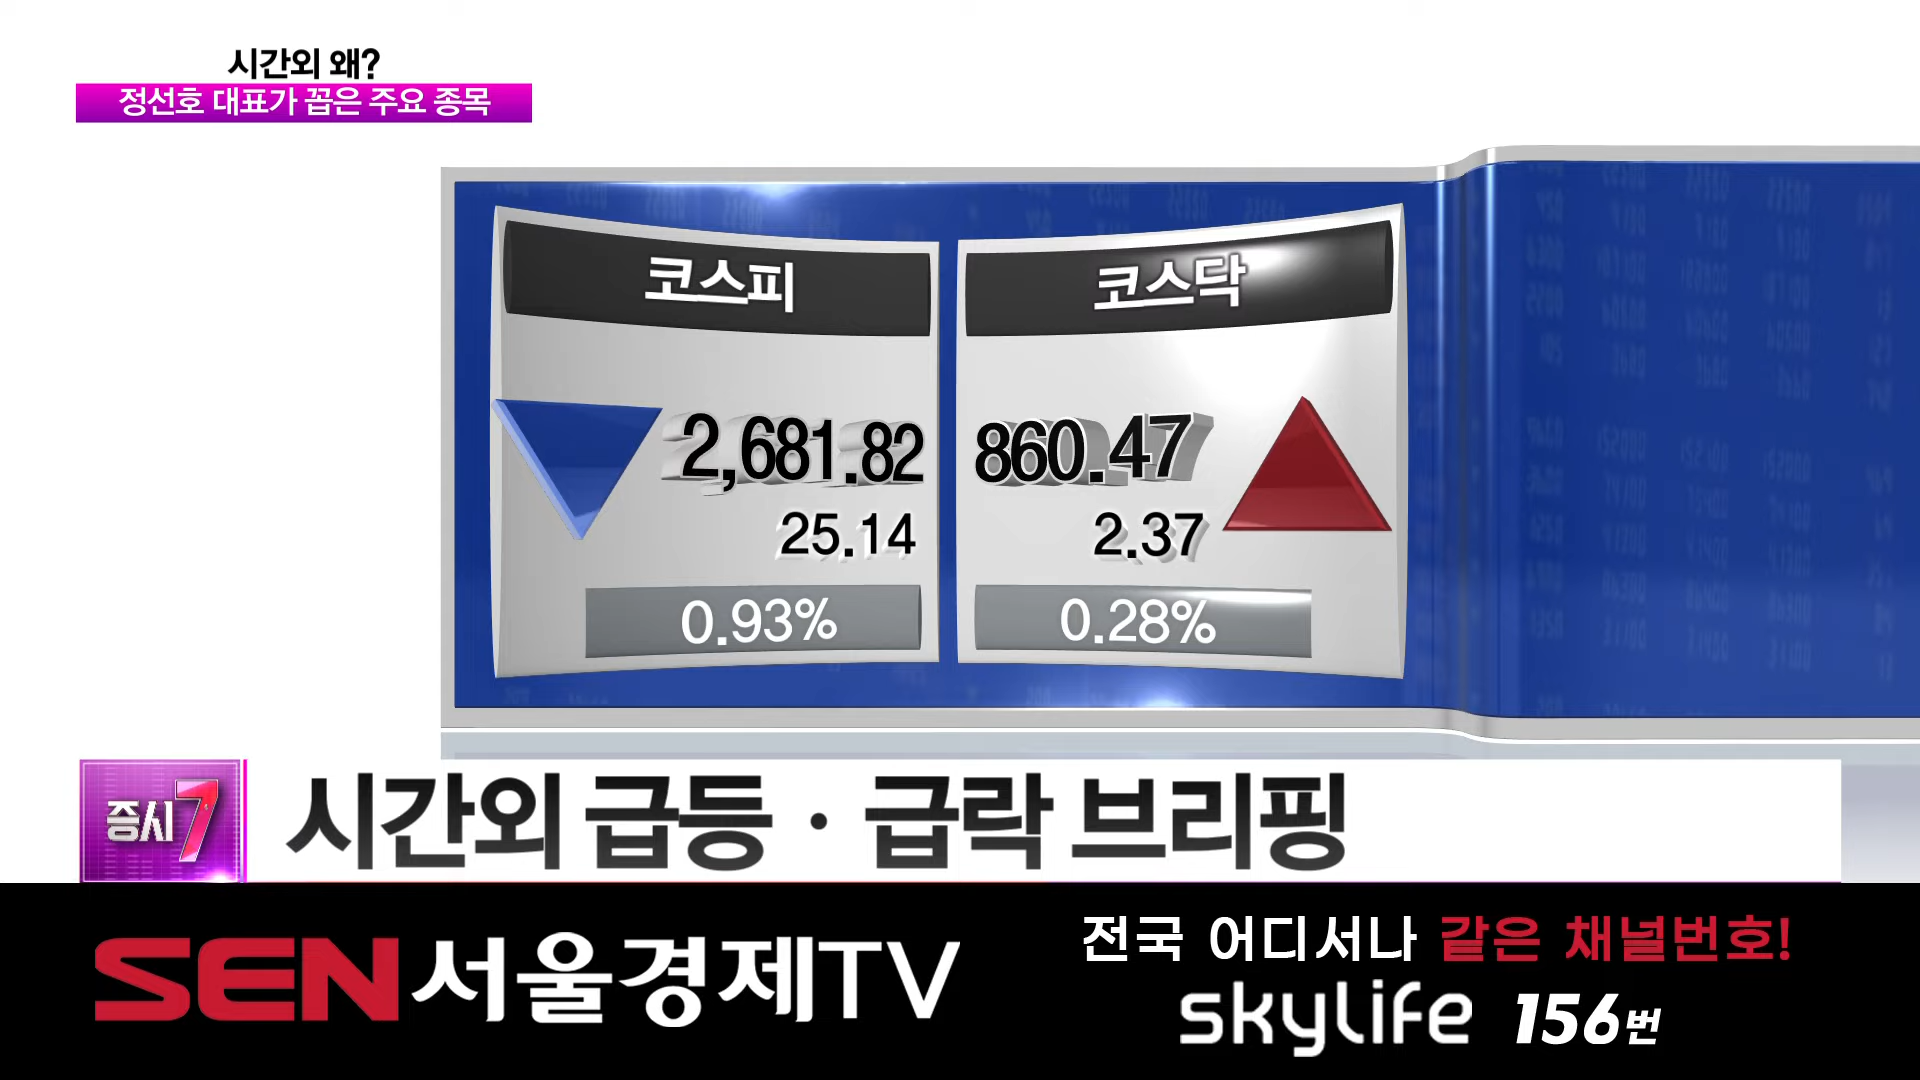 시간외 왜?
정선호 대표가 꼽은 주요 종목
코스피
코스닥
2,681.82
860.47
25.14
2.37
0.93%
0.28%
증시7
시간외 급등 · 급락 브리핑
SEN서울경제TV
전국 어디서나 같은 채널번호!
skylife 156번